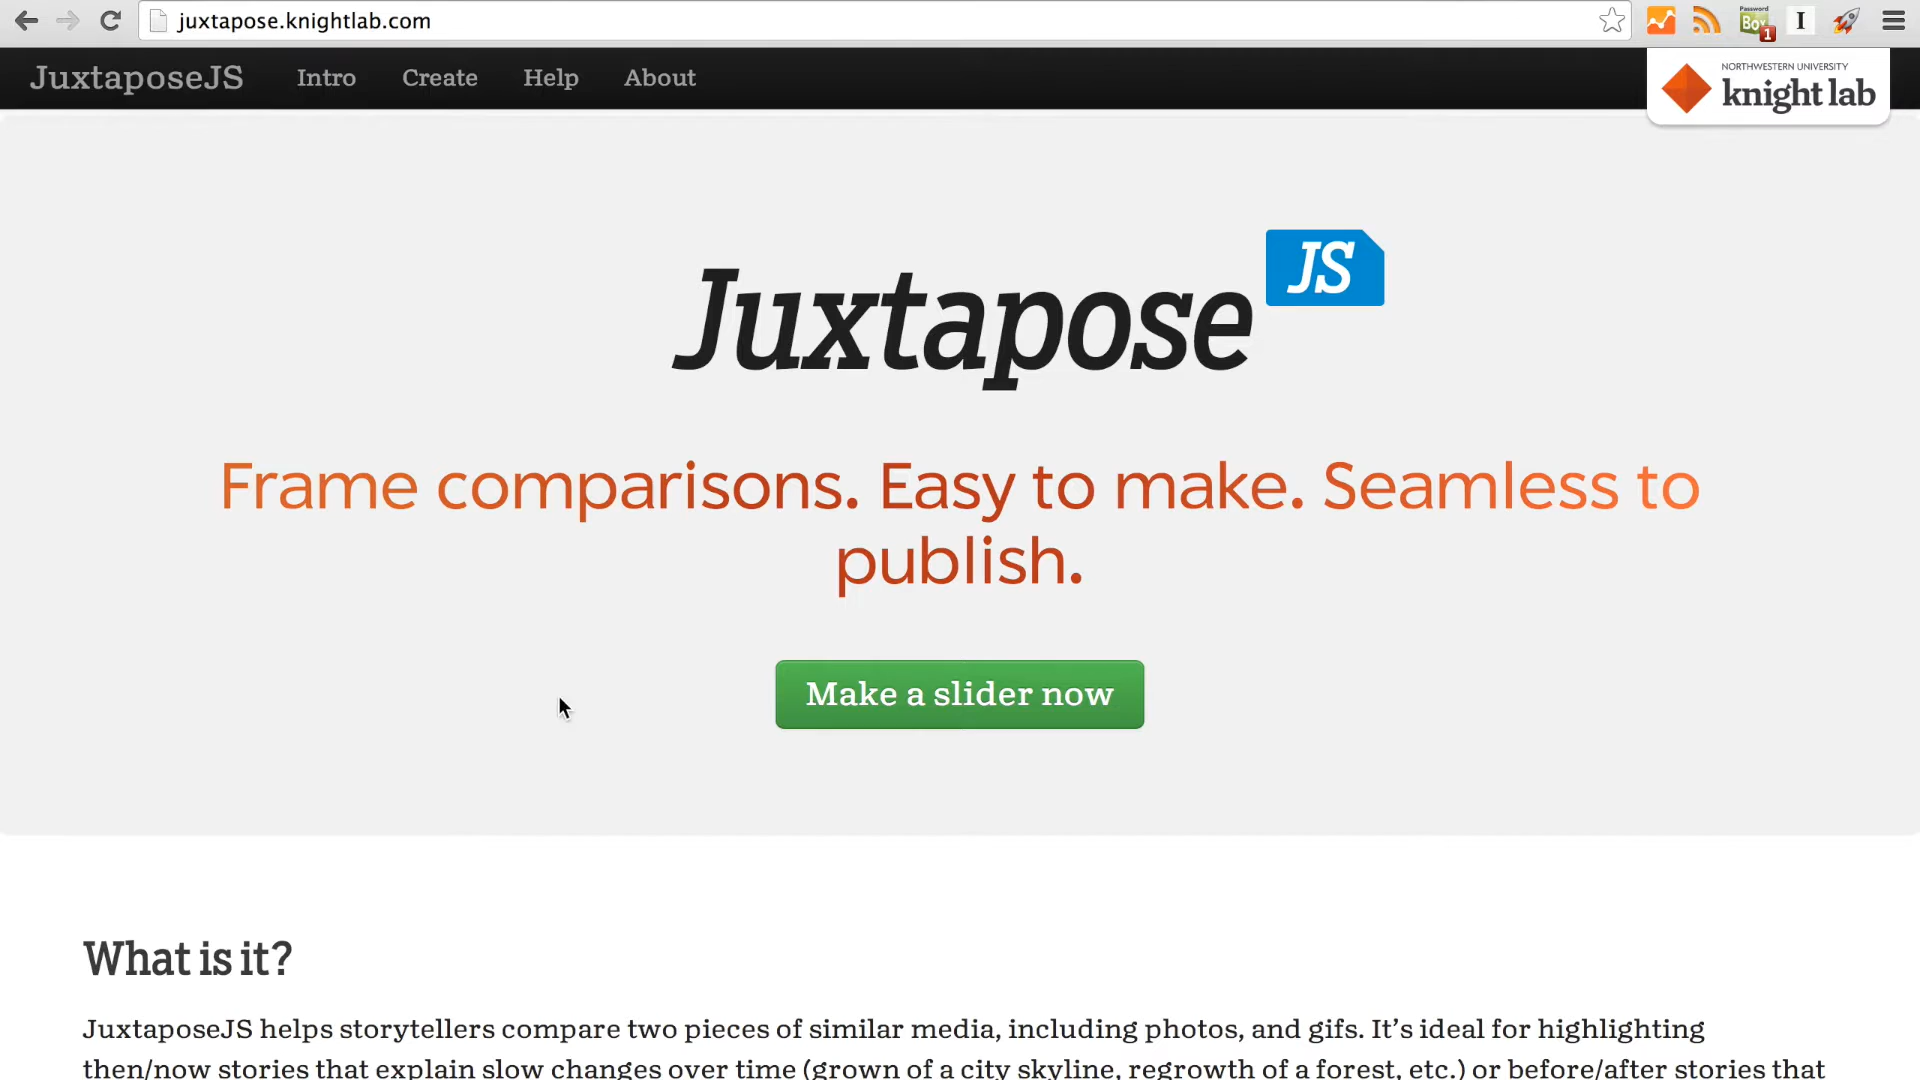 juxtapose.knightlab.com
Password
Box
1
I
JuxtaposeJS Intro Create Help About
NORTHWESTERN UNIVERSITY
knight lab
Juxtapose JS
Frame comparisons. Easy to make. Seamless to
publish.
Make a slider now
What is it?
JuxtaposeJS helps storytellers compare two pieces of similar media, including photos, and gifs. It’s ideal for highlighting
then/now stories that explain slow changes over time (grown of a city skyline, regrowth of a forest, etc.) or before/after stories that